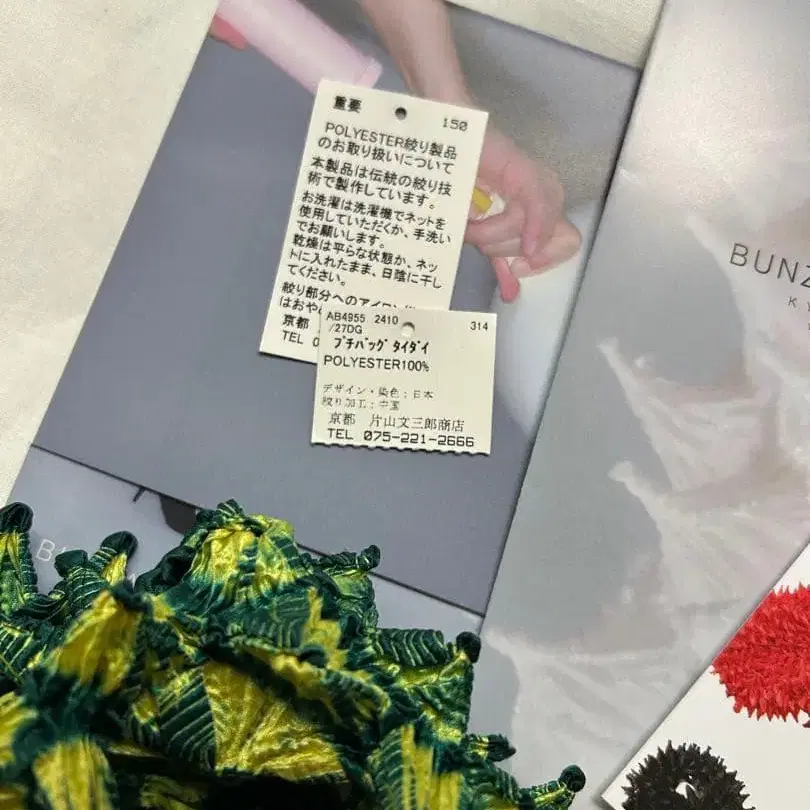 重要
150
POLYESTER絞り製品
のお取り扱いについて
本製品は伝統の絞り技
術で製作しています。
お洗濯は洗濯機でネットを
使用していただくか、手洗い
でお願いします。
乾燥は平らな状態か、ネッ
トに入れたまま、日陰に干し
てください。
絞り部分へのアイロン
はおや
京都
TEL 0
AB4955 2410 314
/27DG
プチバッグ タイダイ
POLYESTER100%
デザイン・染色:日本
絞り加工:中国
京都 片山文三郎商店
TEL 075-221-2666
BUNZ
K
B